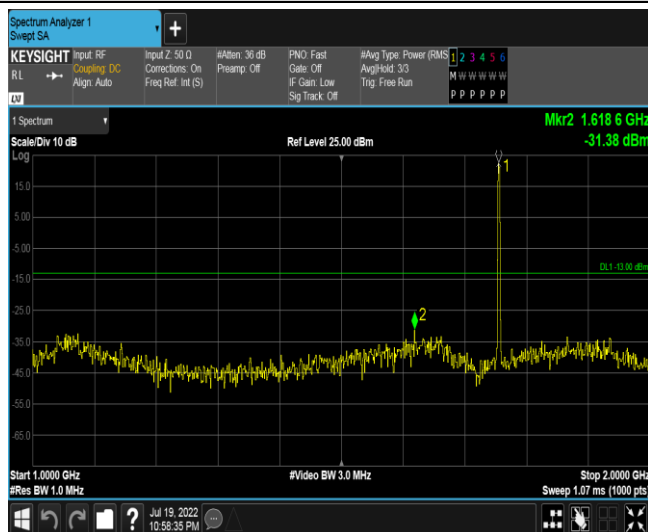 Spectrum Analyzer 1
Swept SA
KEYSIGHT
RL
LXI
Input: RF
Coupling: DC
Align: Auto
Input Z: 50 Ω
Corrections: On
Freq Ref: Int (S)
#Atten: 36 dB
Preamp: Off
PNO: Fast
Gate: Off
IF Gain: Low
Sig Track: Off
#Avg Type: Power (RMS
Avg|Hold: 3/3
Trig: Free Run
1 2 3 4 5 6
M W W W W W
P P P P P P
1 Spectrum
Mkr2 1.618 6 GHz
-31.38 dBm
Scale/Div 10 dB
Ref Level 25.00 dBm
Log
1
15.0
5.00
-5.00
DL1 -13.00 dBm
-15.0
-25.0
2
-35.0
-45.0
-55.0
-65.0
Start 1.0000 GHz
#Video BW 3.0 MHz
Stop 2.0000 GHz
#Res BW 1.0 MHz
Sweep 1.07 ms (1000 pts)
?
Jul 19, 2022
10:58:35 PM